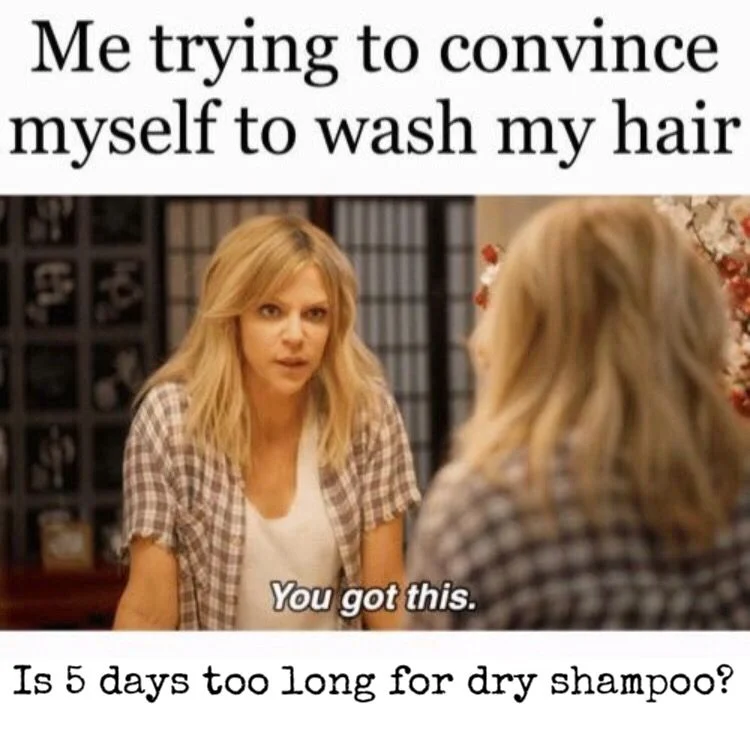 Me trying to convince
myself to wash my hair
You got this.
Is 5 days too long for dry shampoo?